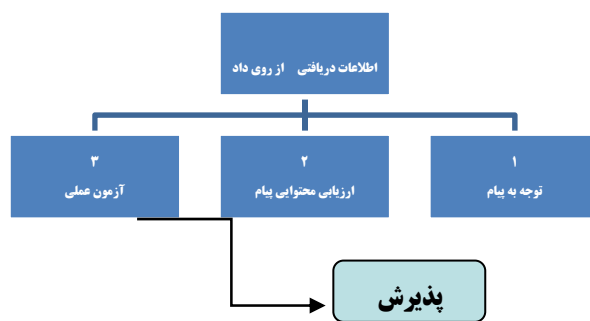 اطلاعات دریافتی از روی داد
۱
توجه به پیام
۲
ارزیابی محتوایی پیام
۳
آزمون عملی
پذیرش